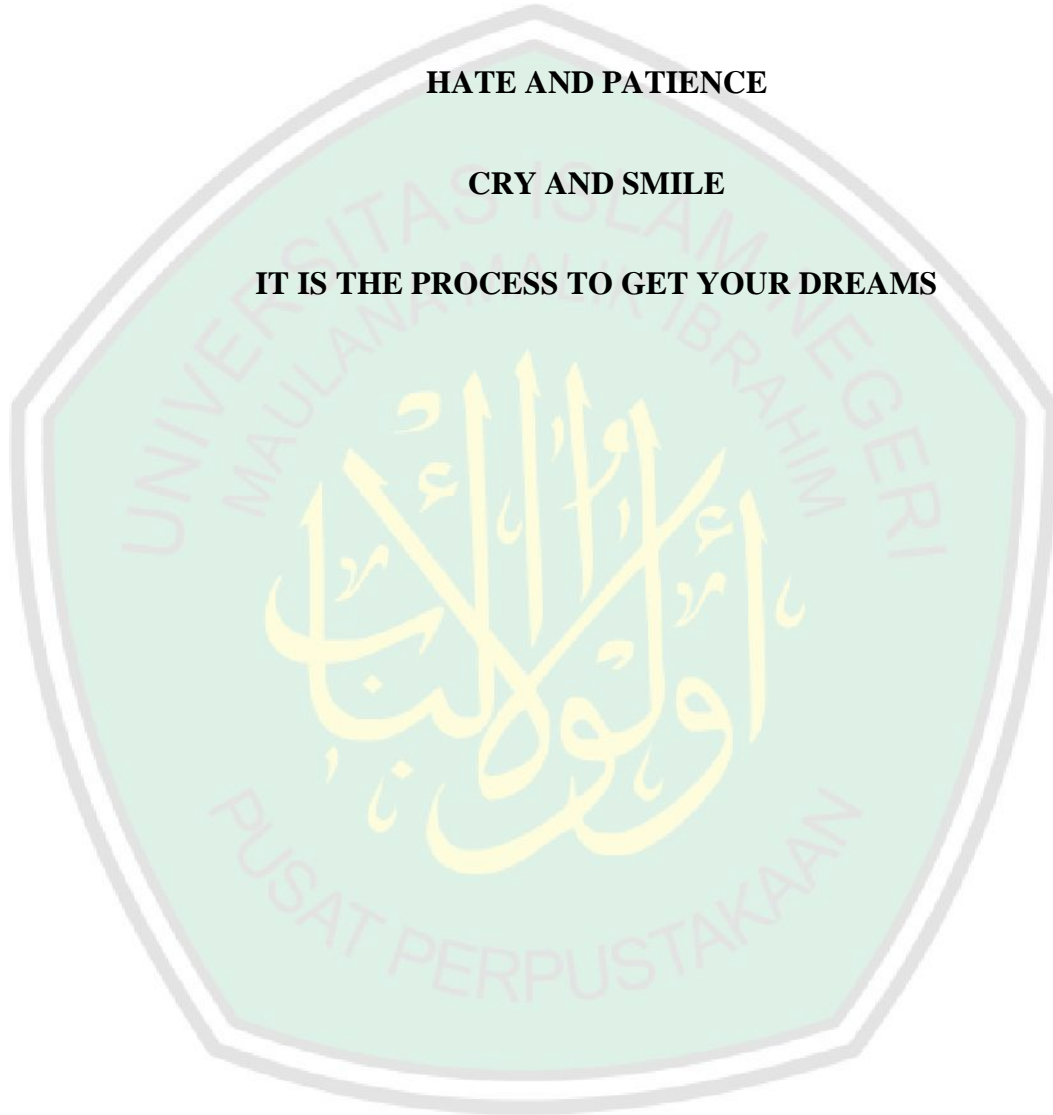 HATE AND PATIENCE
CRY AND SMILE
IT IS THE PROCESS TO GET YOUR DREAMS
UNIVERSITAS ISLAM NEGERI
MAULANA MALIK IBRAHIM
أولو الألباب
PUSAT PERPUSTAKAAN